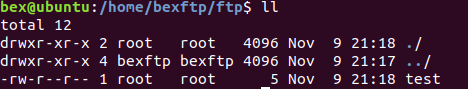 bex@ubuntu:/home/bexftp/ftp$ ll
total 12
drwxr-xr-x 2 root   root   4096 Nov  9 21:18 ./
drwxr-xr-x 4 bexftp bexftp 4096 Nov  9 21:17 ../
-rw-r--r-- 1 root   root      5 Nov  9 21:18 test